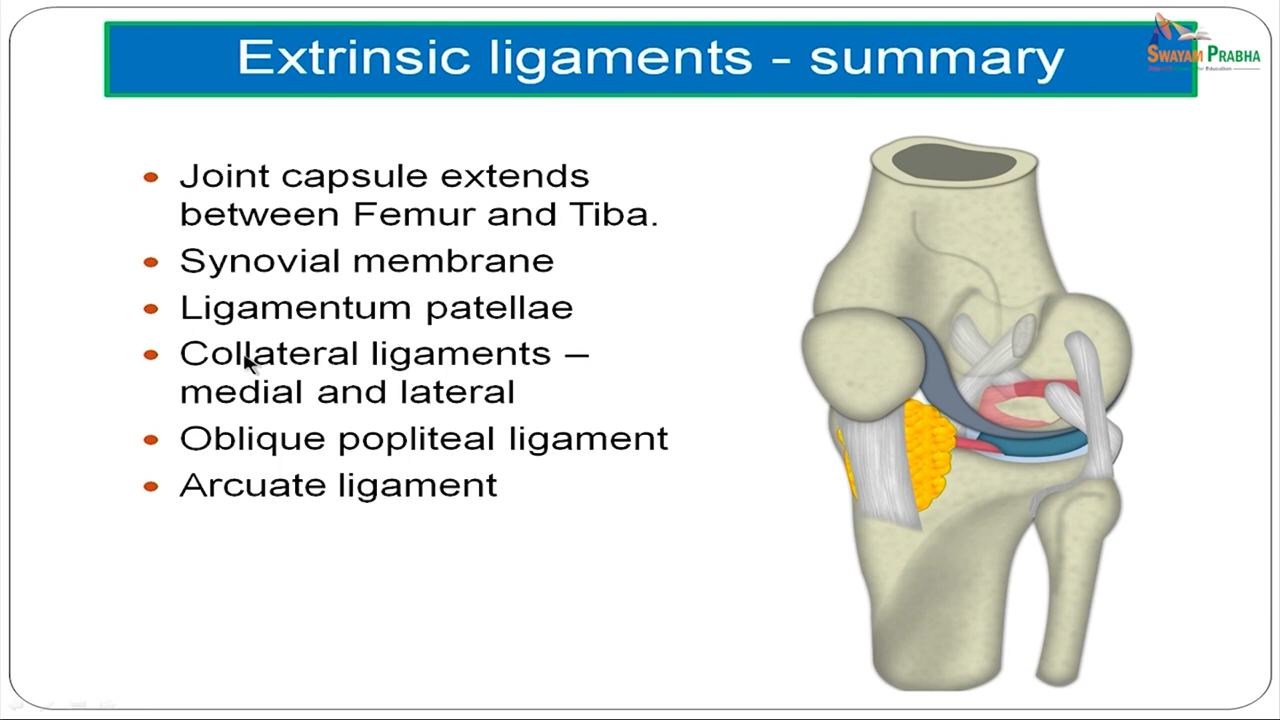 Extrinsic ligaments - summary
SWAYAM PRABHA
• Joint capsule extends
between Femur and Tiba.
• Synovial membrane
• Ligamentum patellae
• Collateral ligaments –
medial and lateral
• Oblique popliteal ligament
• Arcuate ligament